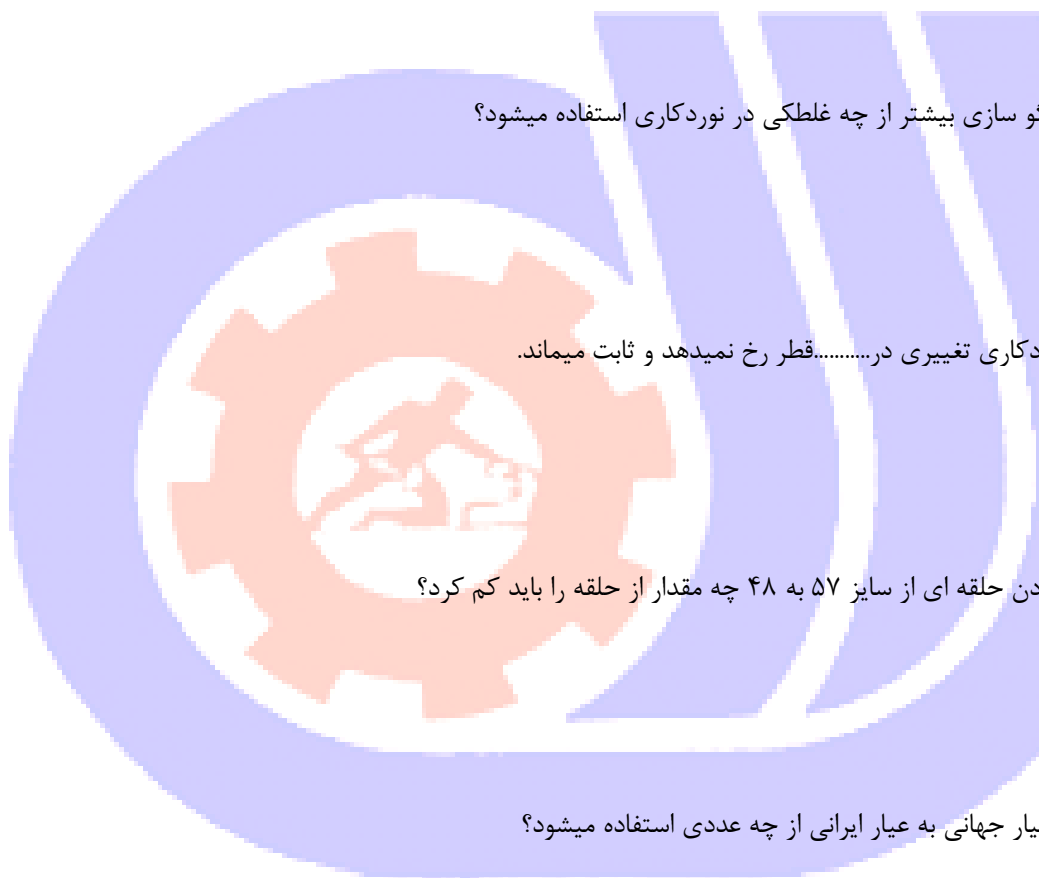 سازی بیشتر از چه غلطکی در نوردکاری استفاده میشود؟
دکاری تغییری در..........قطر رخ نمیدهد و ثابت میماند.
دن حلقه ای از سایز ۵۷ به ۴۸ چه مقدار از حلقه را باید کم کرد؟
یار جهانی به عیار ایرانی از چه عددی استفاده میشود؟